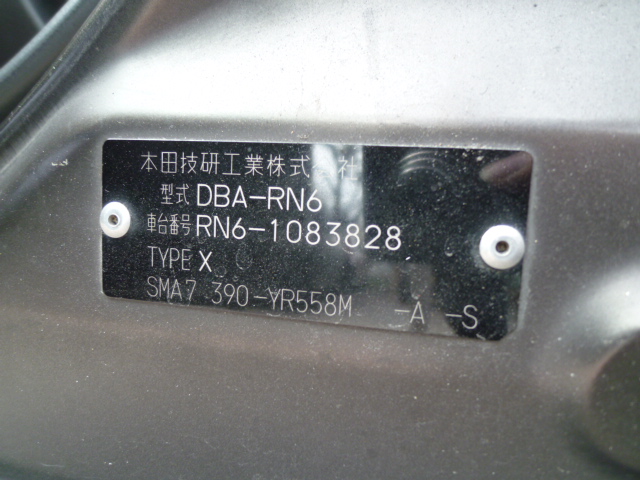 本田技研工業株式会社
型式 DBA-RN6
車台番号 RN6-1083828
TYPE X
SMA7 390-YR558M -A -S